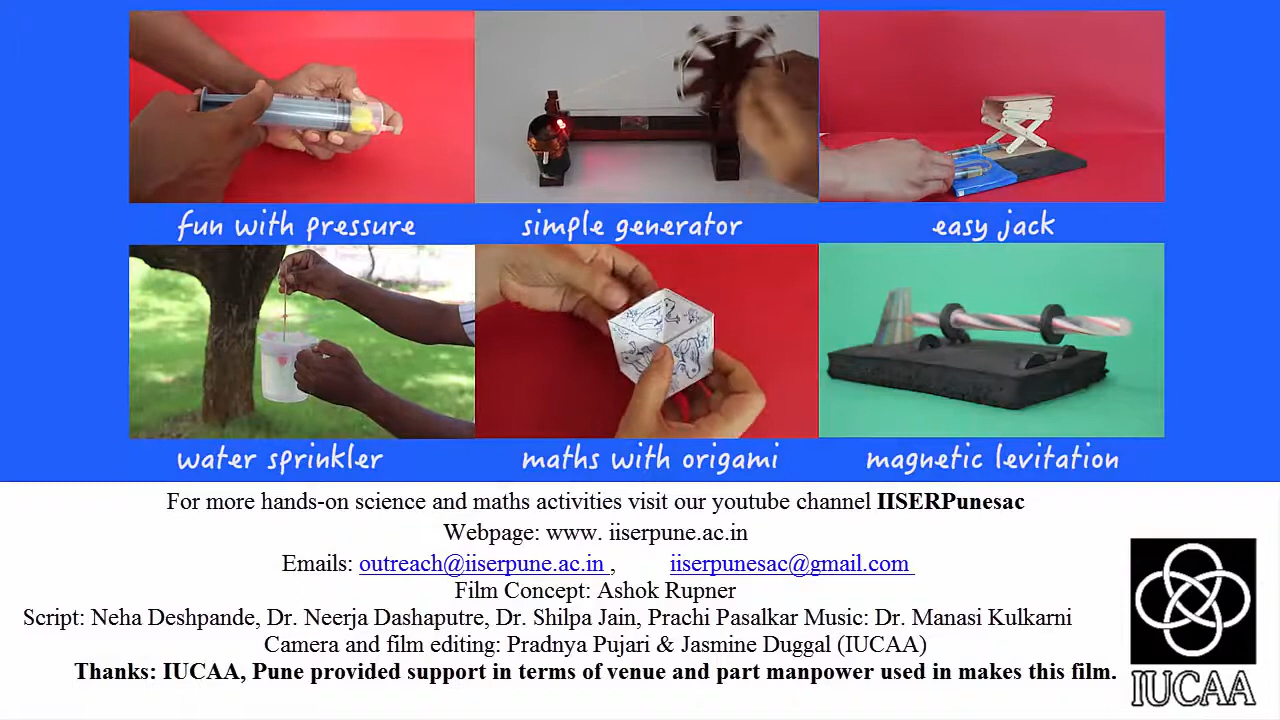 fun with pressure
simple generator
easy jack
water sprinkler
maths with origami
magnetic levitation
For more hands-on science and maths activities visit our youtube channel IISERPunesac
Webpage: www. iiserpune.ac.in
Emails: outreach@iiserpune.ac.in , iiserpunesac@gmail.com
Film Concept: Ashok Rupner
Script: Neha Deshpande, Dr. Neerja Dashaputre, Dr. Shilpa Jain, Prachi Pasalkar Music: Dr. Manasi Kulkarni
Camera and film editing: Pradnya Pujari & Jasmine Duggal (IUCAA)
Thanks: IUCAA, Pune provided support in terms of venue and part manpower used in makes this film.
IUCAA